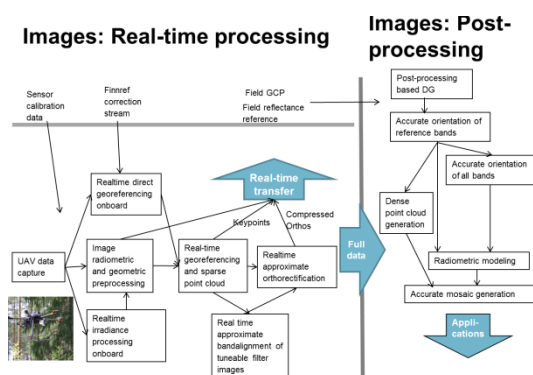 Images: Real-time processing
Images: Post-
processing
Sensor
calibration
data
Finnref
correction
stream
Field GCP
Field reflectance
reference
Post-processing
based DG
Accurate orientation of
reference bands
Accurate orientation
of all bands
Dense
point cloud
generation
Radiometric modeling
Accurate mosaic generation
Appli-
cations
Realtime direct
georeferencing
onboard
Real-time
transfer
Keypoints
Compressed
Orthos
Full
data
UAV data
capture
Image
radiometric
and geometric
preprocessing
Real-time
georeferencing
and sparse
point cloud
Realtime
approximate
orthorectification
Realtime
irradiance
processing
onboard
Real time
approximate
bandalignment of
tuneable filter
images